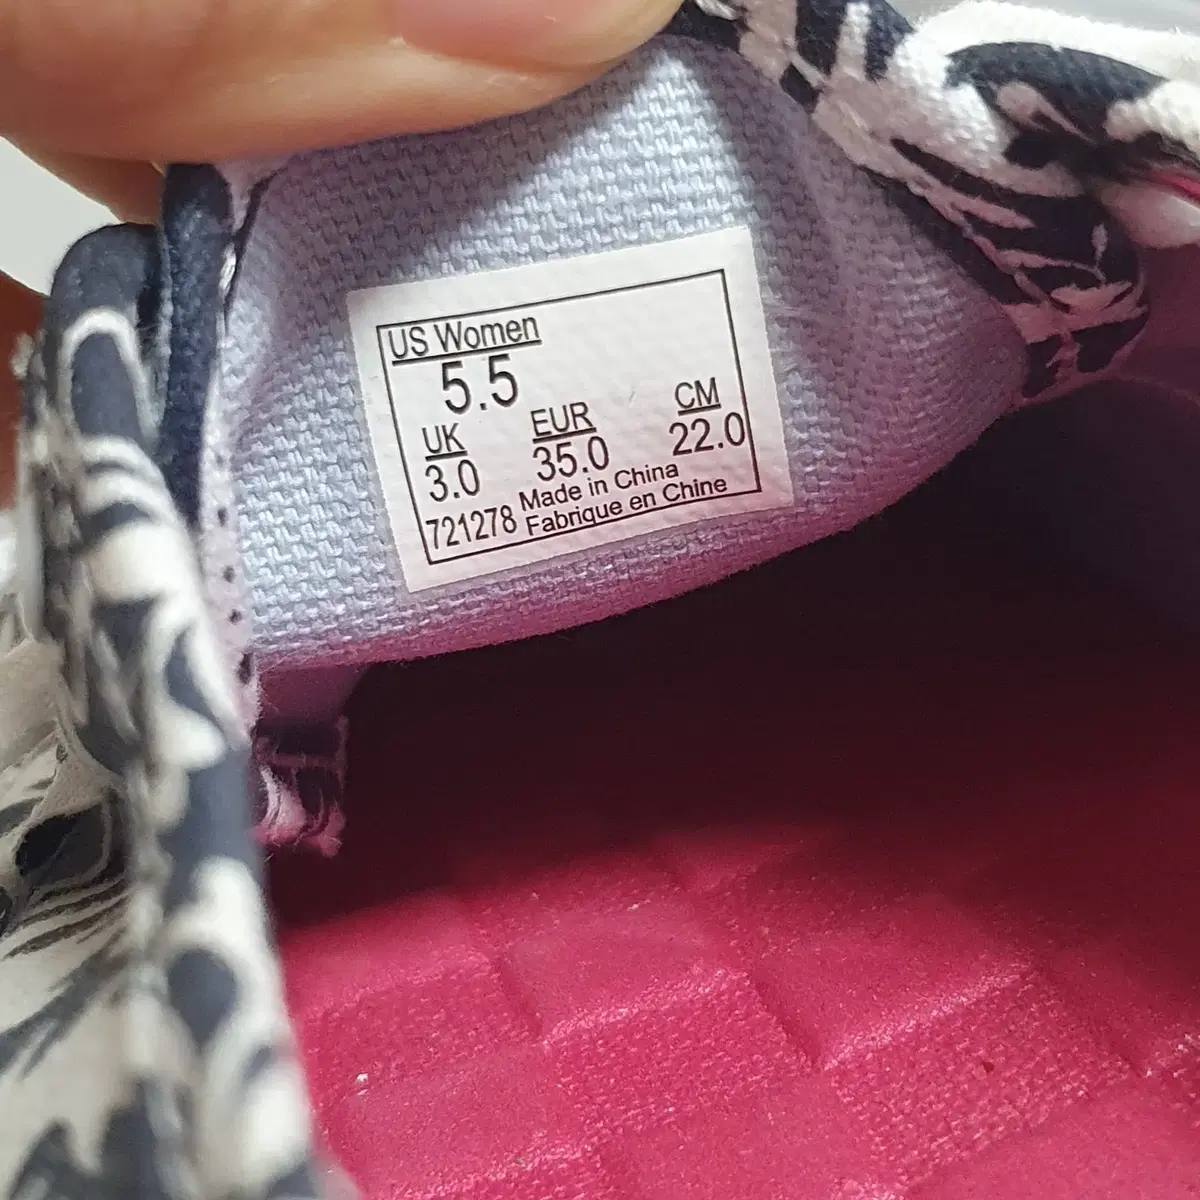 US Women
5.5
UK EUR CM
3.0 35.0 22.0
721278 Made in China
Fabrique en Chine